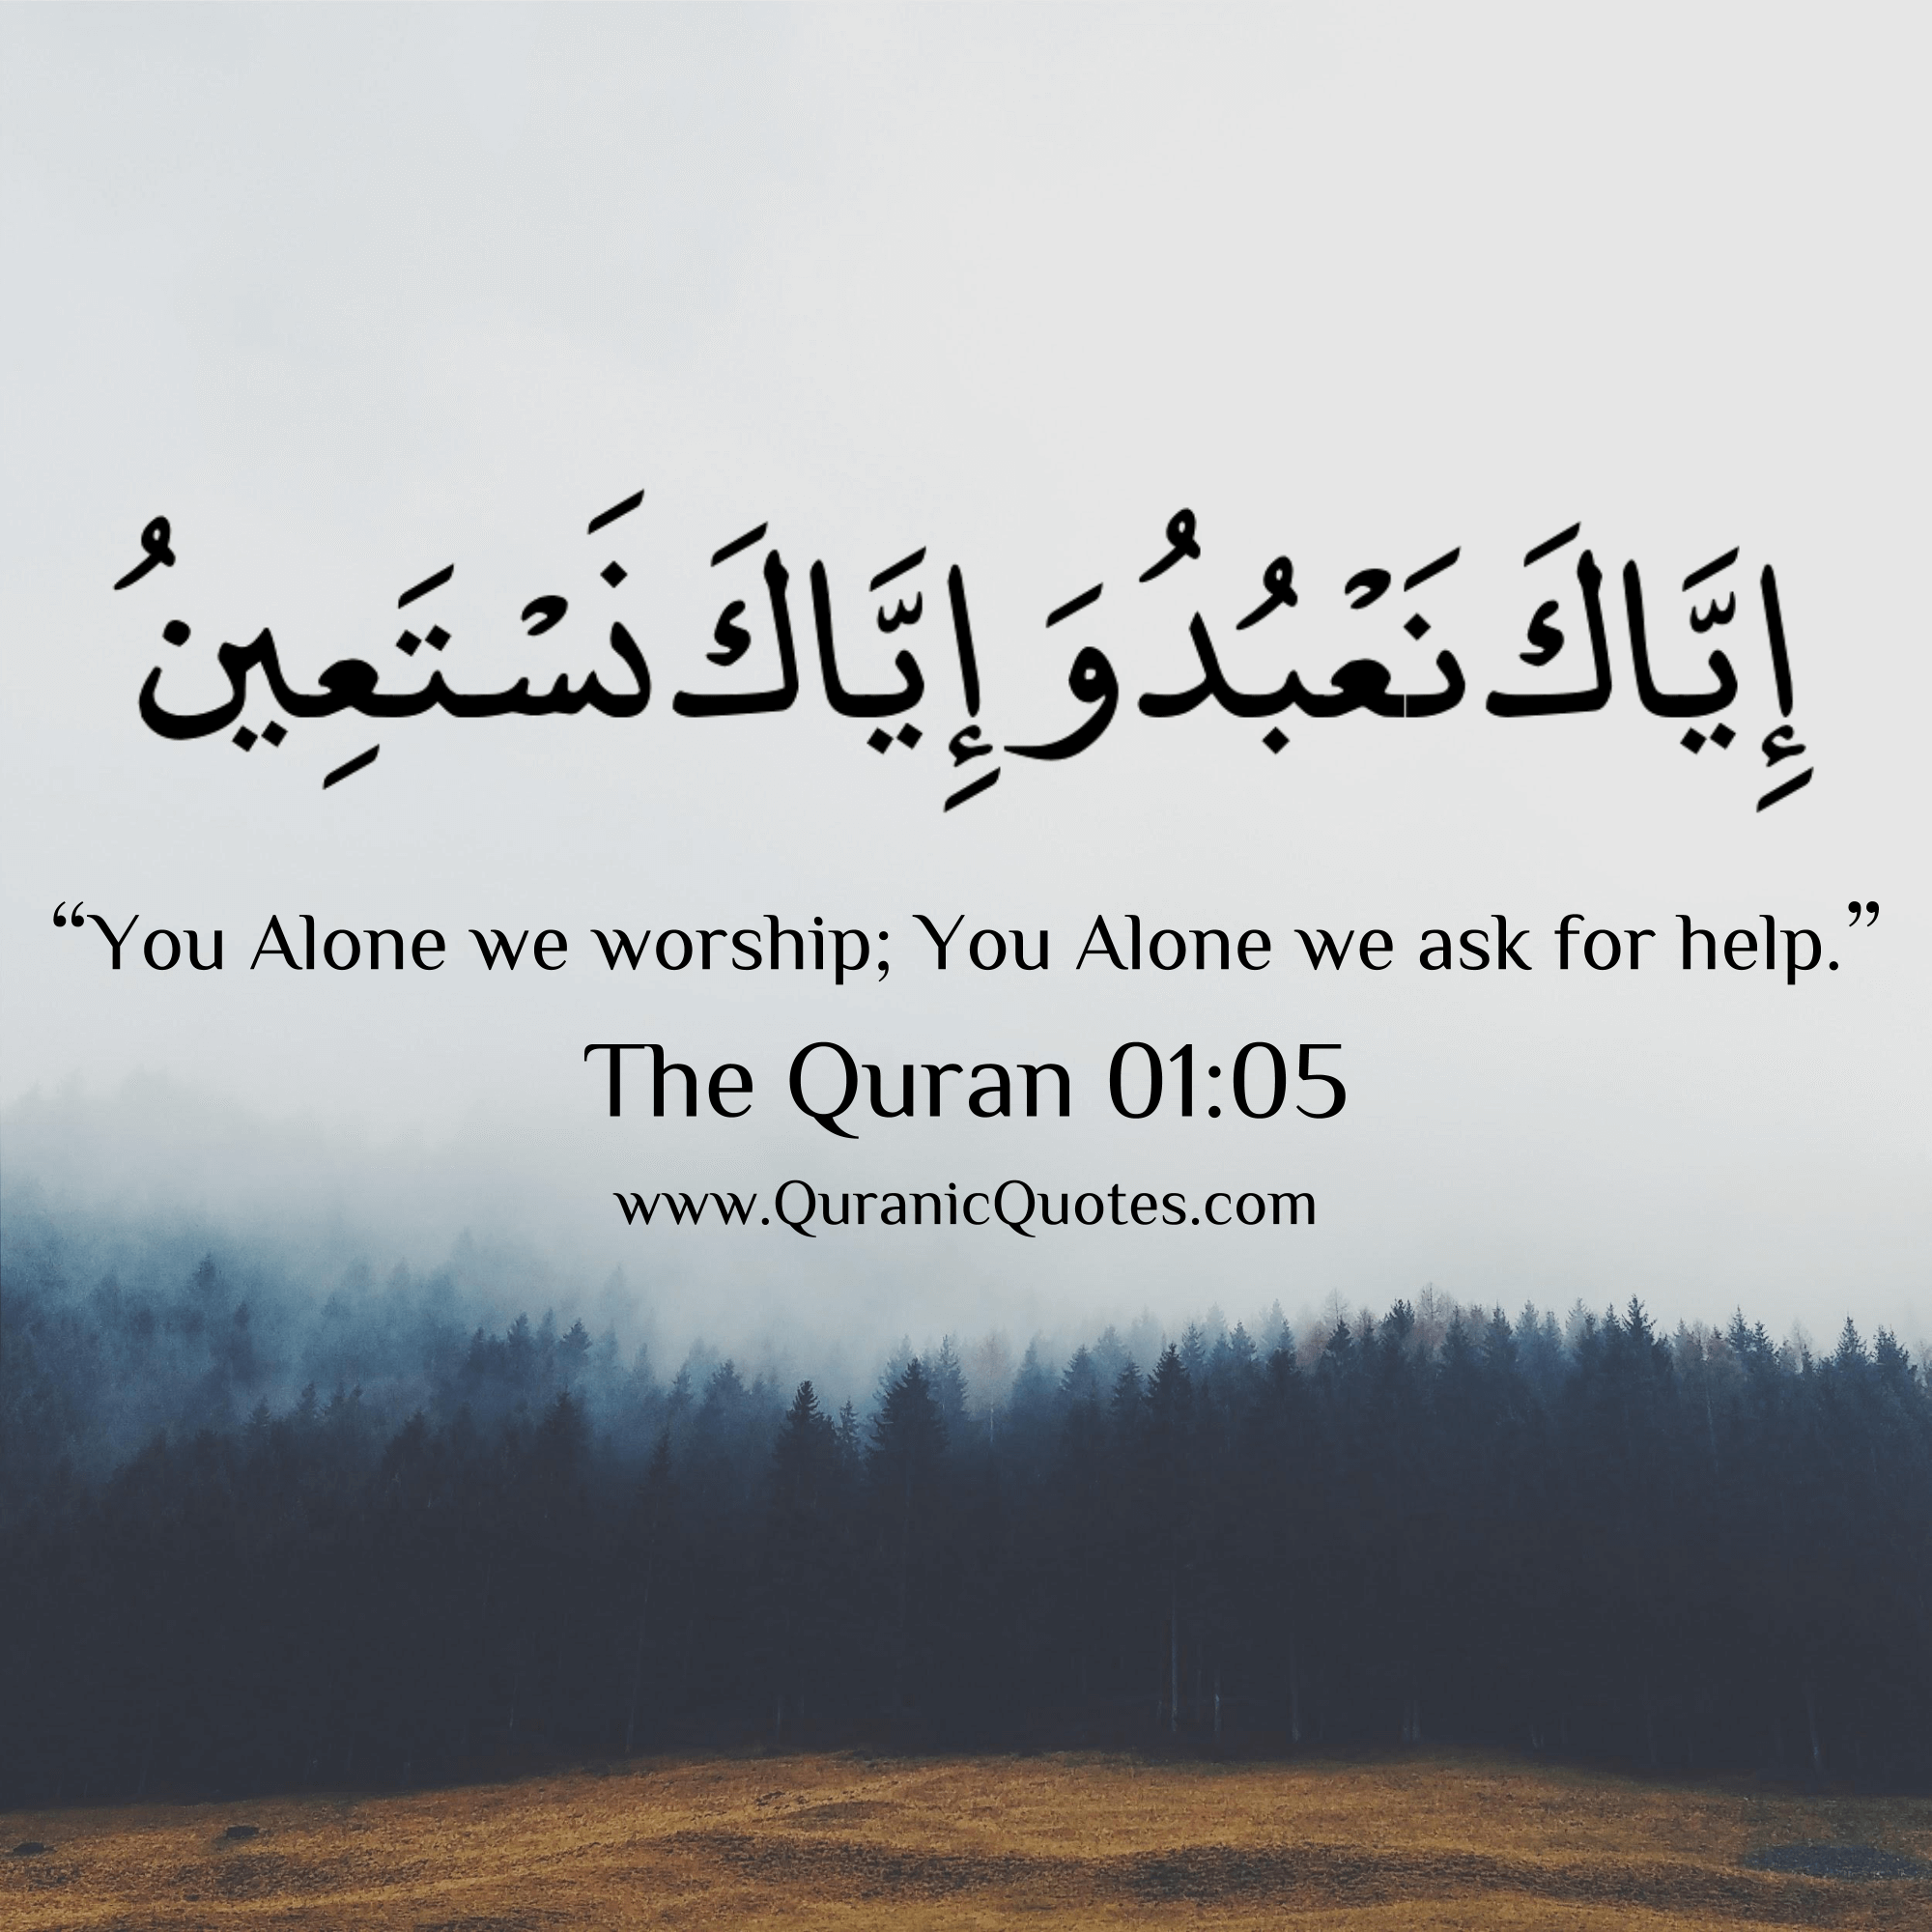 إِيَّاكَ نَعْبُدُ وَ إِيَّاكَ نَسْتَعِينُ
“You Alone we worship; You Alone we ask for help.”
The Quran 01:05
www.QuranicQuotes.com